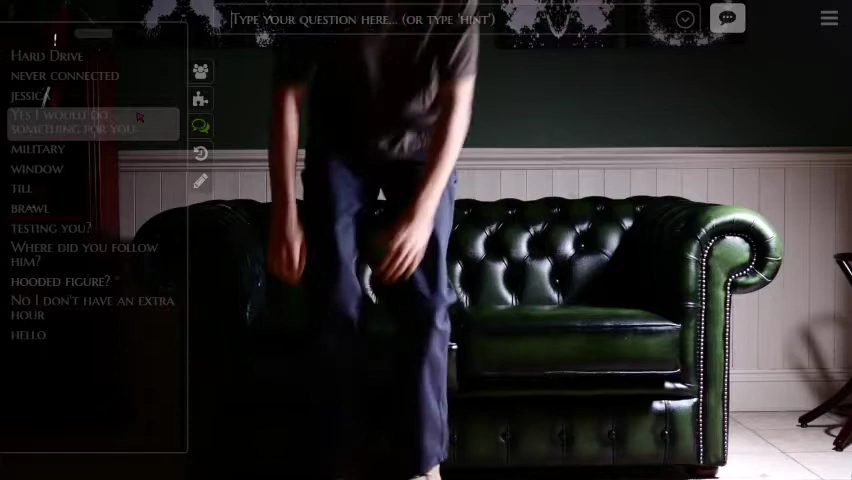 Type your question here... (or type 'hint')
Hard Drive
never connected
jessica
Yes I would do
something for you
military
window
till
brawl
testing you?
Where did you follow
him?
hooded figure? *
No I don't have an extra
hour
hello